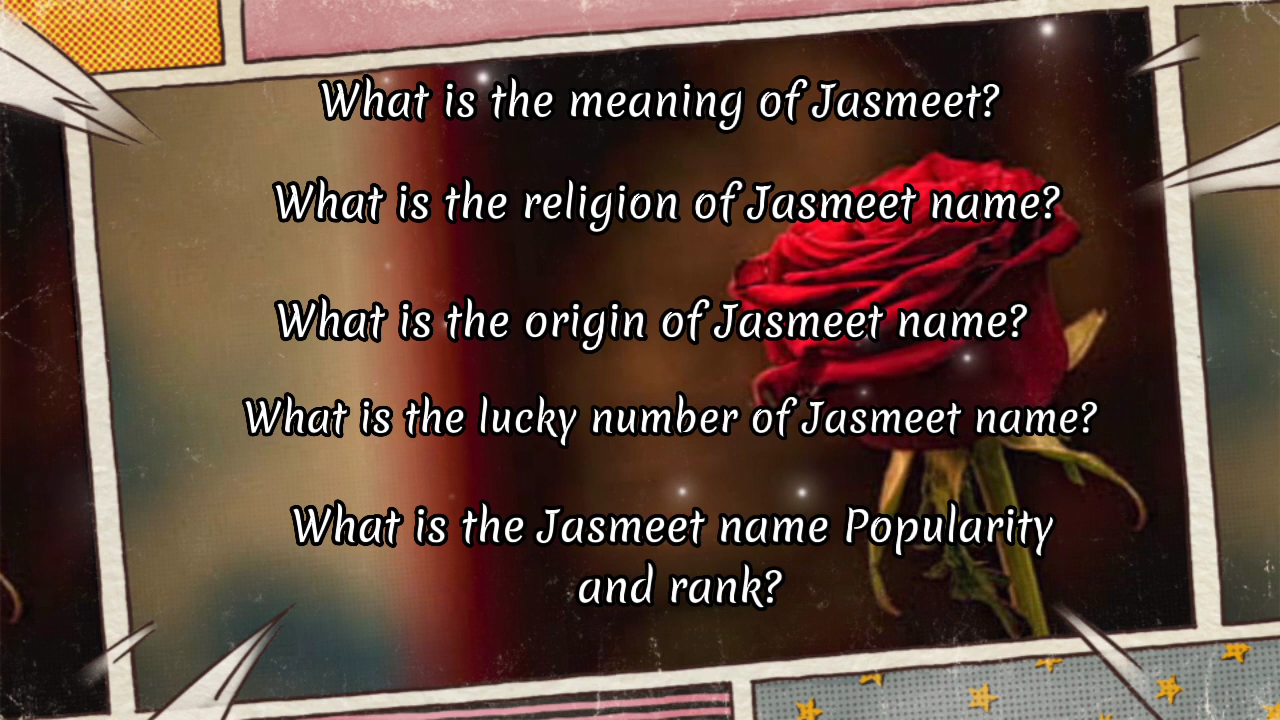 What is the meaning of Jasmeet?
What is the religion of Jasmeet name?
What is the origin of Jasmeet name?
What is the lucky number of Jasmeet name?
What is the Jasmeet name Popularity
and rank?